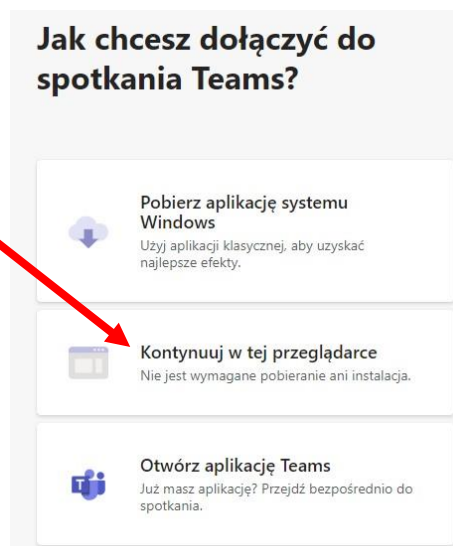 Jak chcesz dołączyć do
spotkania Teams?
Pobierz aplikację systemu
Windows
Użyj aplikacji klasycznej, aby uzyskać
najlepsze efekty.
Kontynuuj w tej przeglądarce
Nie jest wymagane pobieranie ani instalacja.
Otwórz aplikację Teams
Już masz aplikację? Przejdź bezpośrednio do
spotkania.